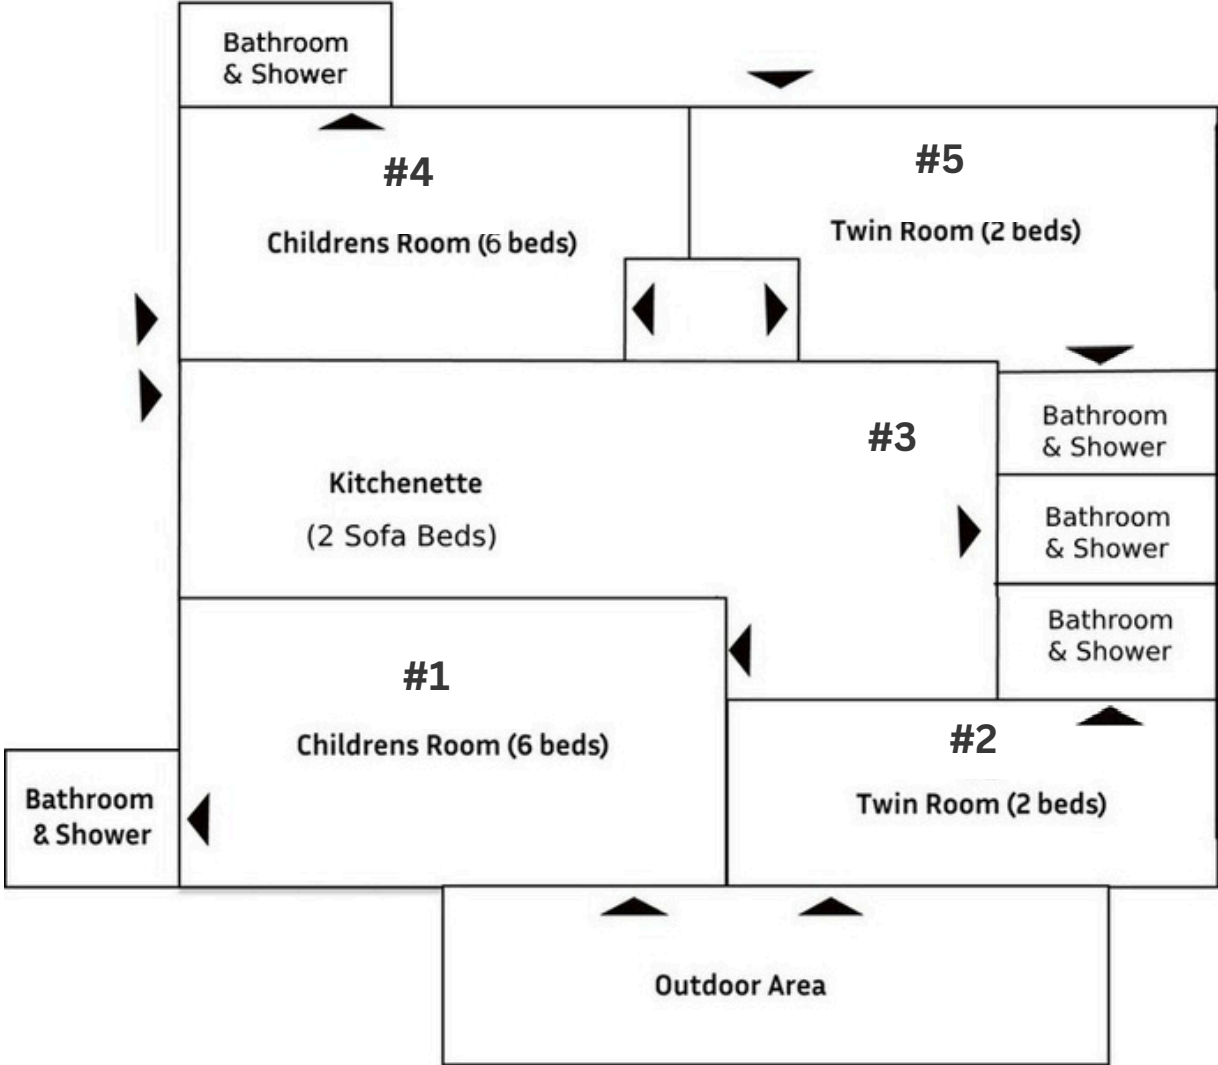 Bathroom
& Shower
#4
Childrens Room (6 beds)
#5
Twin Room (2 beds)
#3
Kitchenette
(2 Sofa Beds)
Bathroom
& Shower
Bathroom
& Shower
Bathroom
& Shower
#1
Childrens Room (6 beds)
#2
Twin Room (2 beds)
Bathroom
& Shower
Outdoor Area